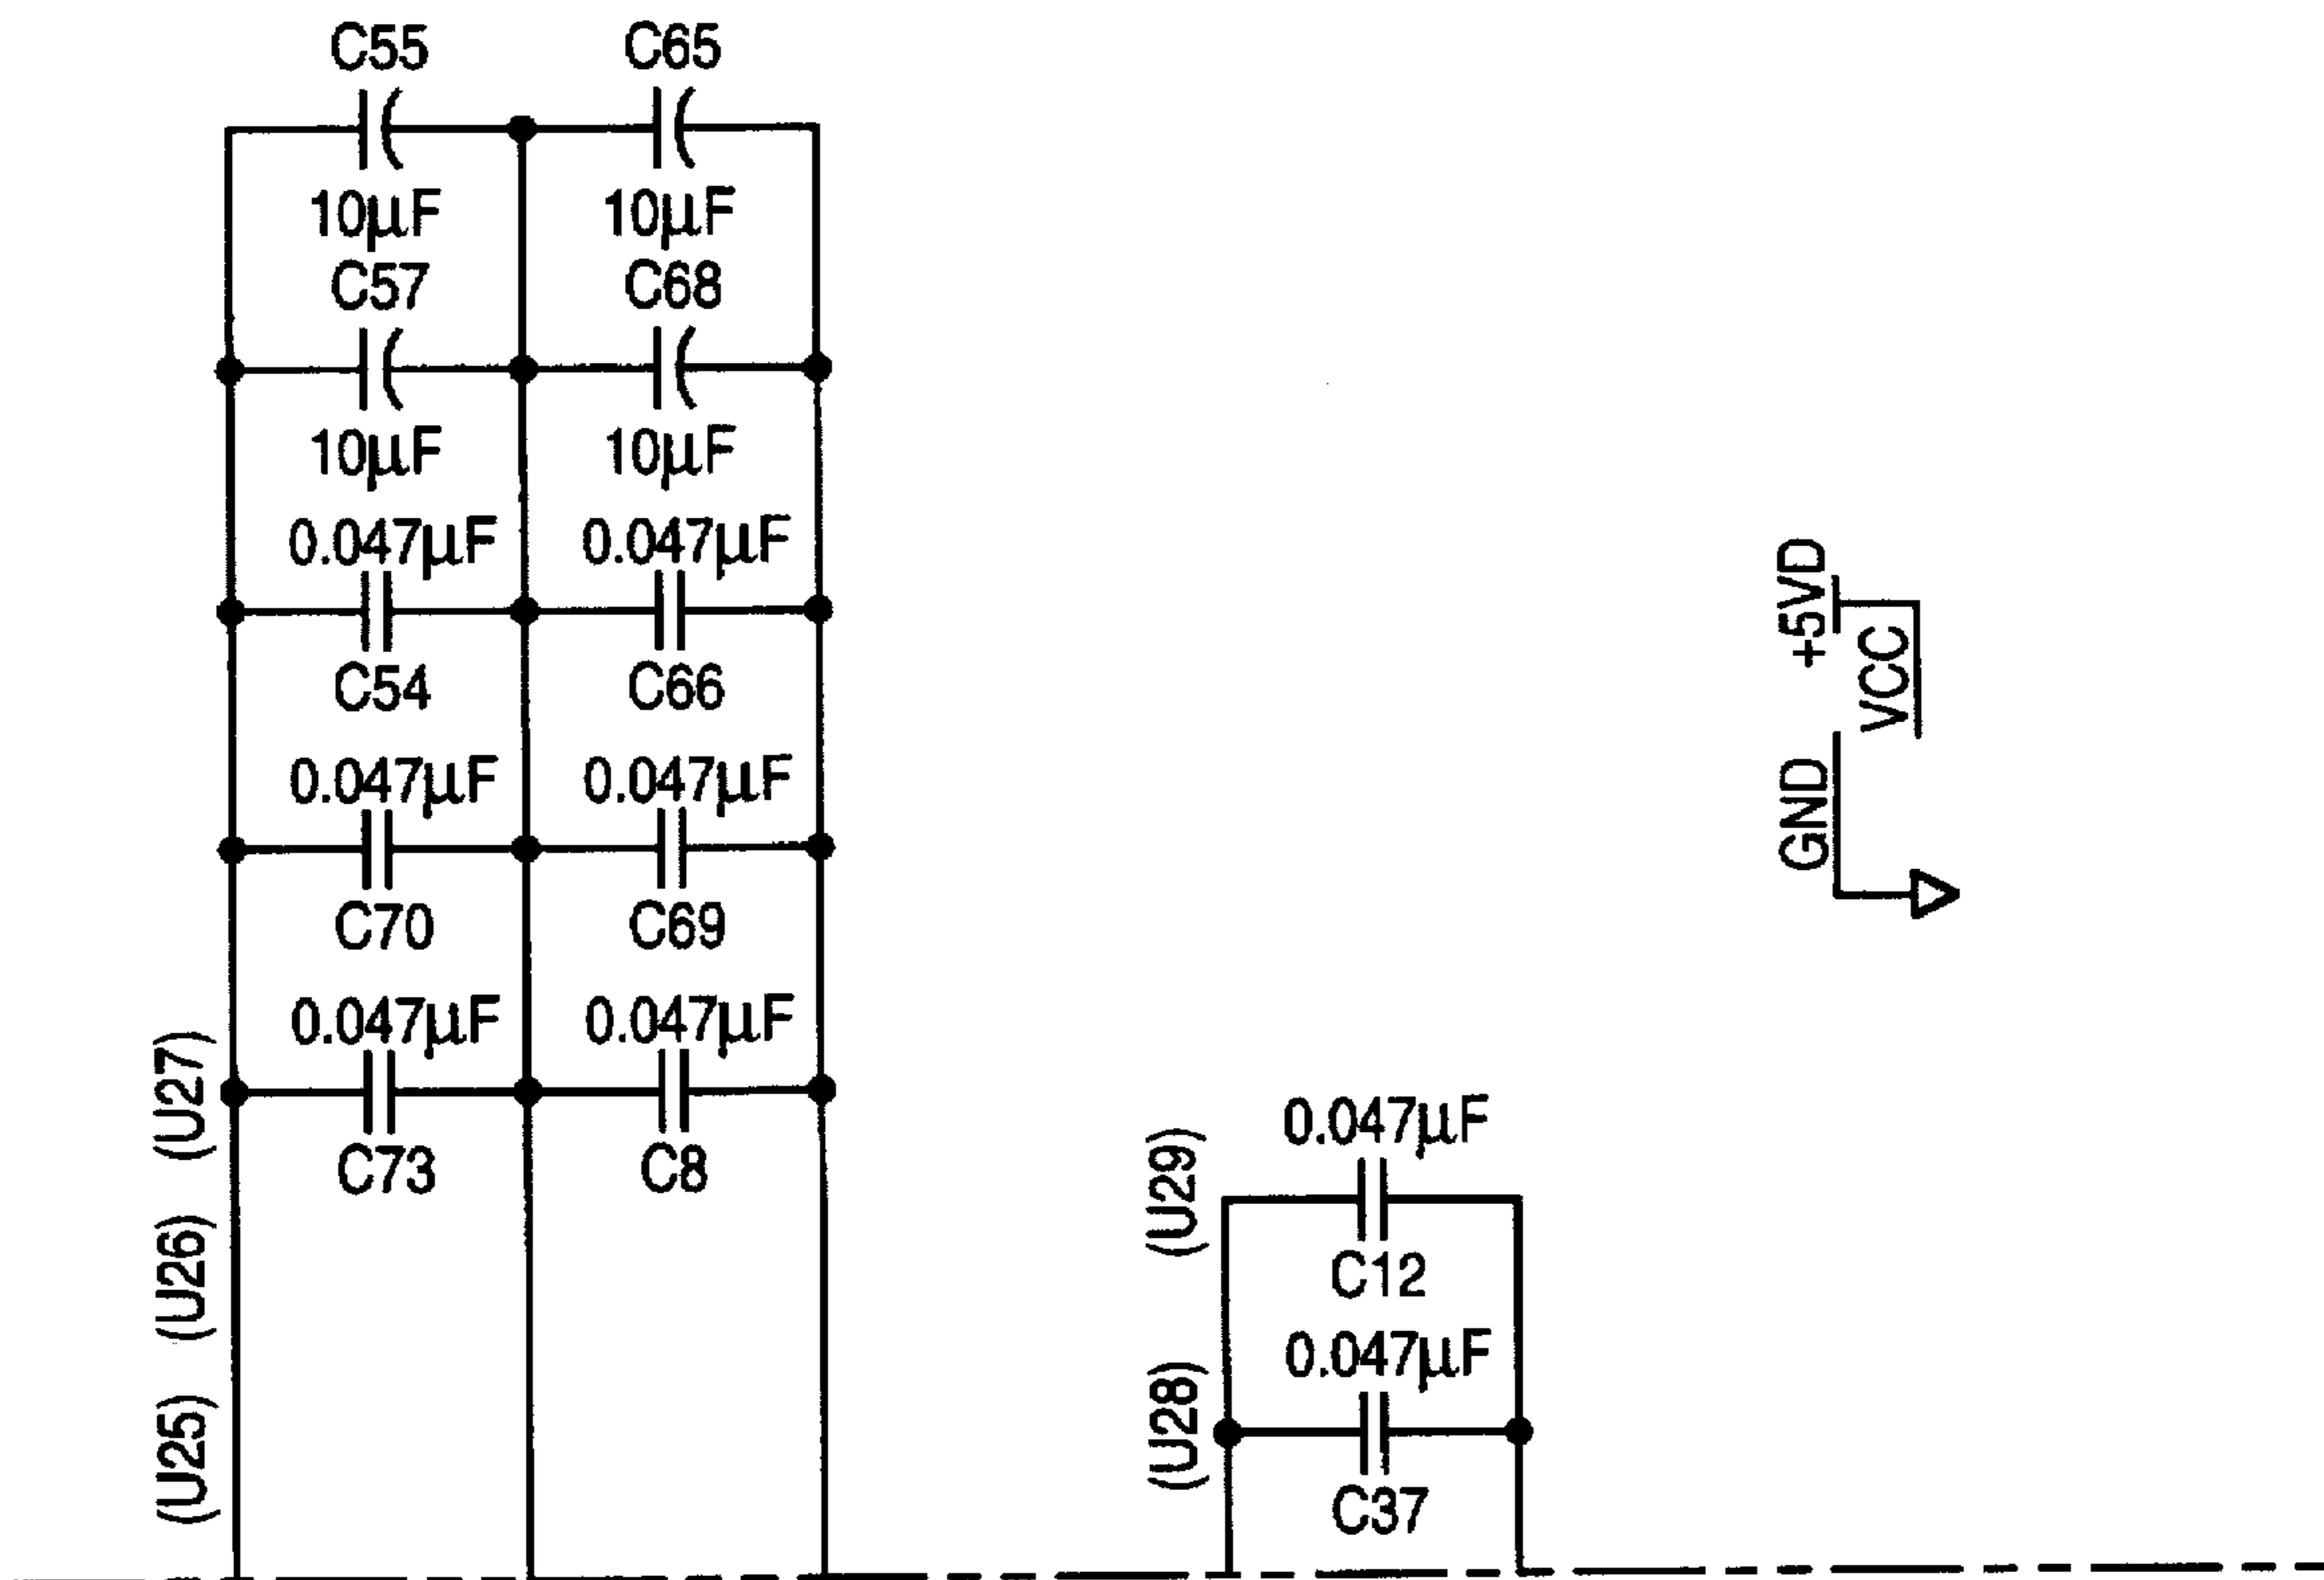 C55 C65
10µF 10µF
C57 C68
10µF 10µF
0.047µF 0.047µF
C54 C66
0.047µF 0.047µF
C70 C69
0.047µF 0.047µF
C73 C8
(U27)
(U26)
(U25)
0.047µF
C12
0.047µF
C37
(U29)
(U28)
+5VD
VCC
GND